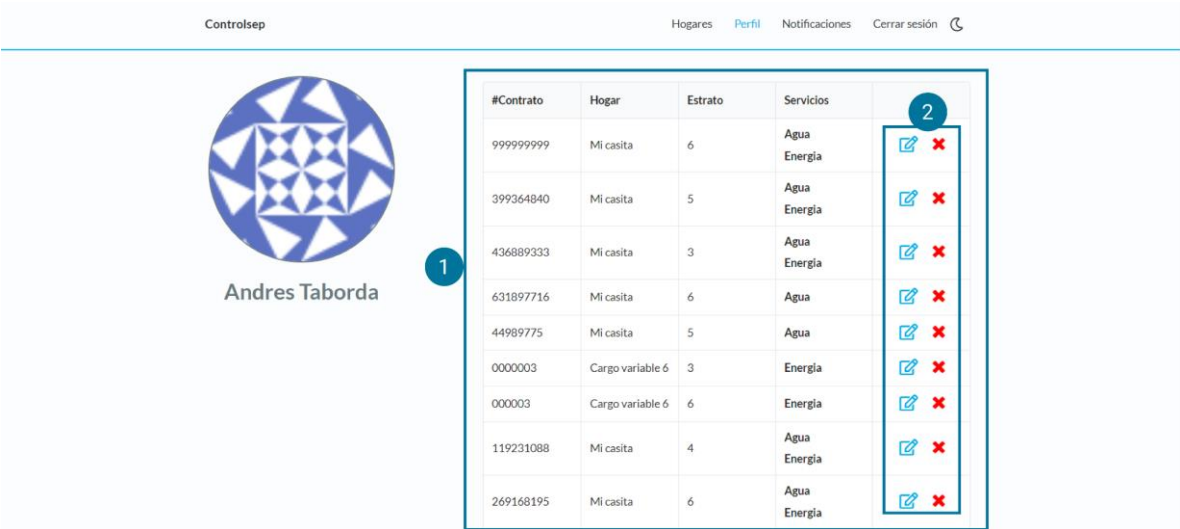 Controlsep Hogares Perfil Notificaciones Cerrar sesión
#Contrato Hogar Estrato Servicios
2
999999999 Mi casita 6 Agua
Energia
399364840 Mi casita 5 Agua
Energia
436889333 Mi casita 3 Agua
Energia
1
Andres Taborda
631897716 Mi casita 6 Agua
44989775 Mi casita 5 Agua
0000003 Cargo variable 6 3 Energia
000003 Cargo variable 6 6 Energia
119231088 Mi casita 4 Agua
Energia
269168195 Mi casita 6 Agua
Energia